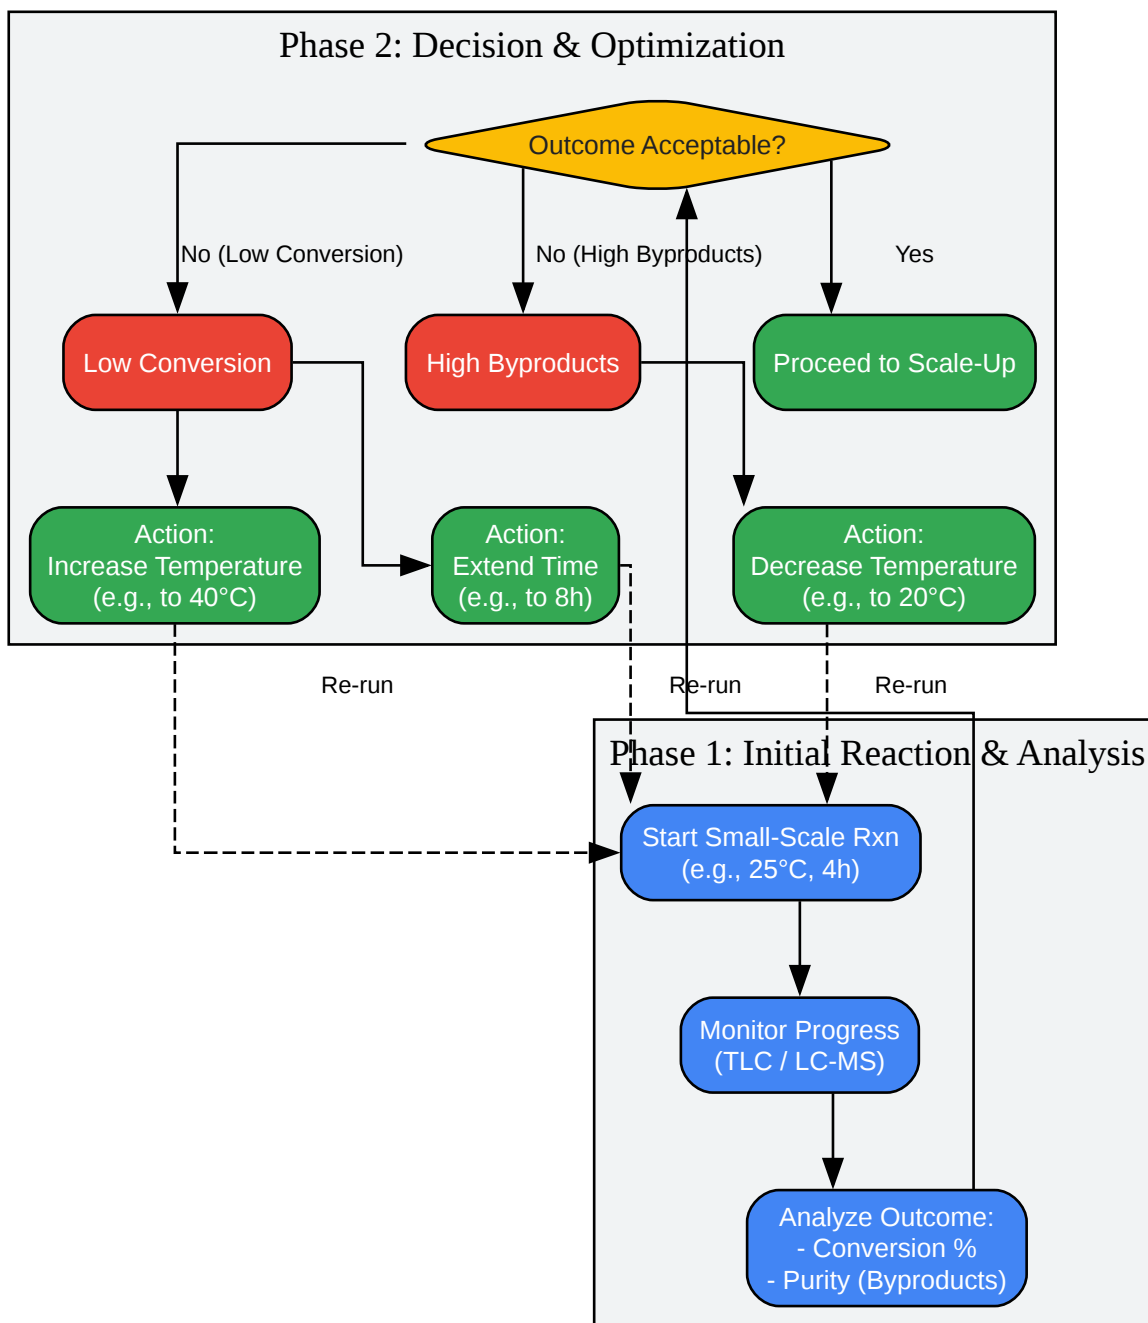 Phase 2: Decision & Optimization
Outcome Acceptable?
No (Low Conversion)
No (High Byproducts)
Yes
Low Conversion
High Byproducts
Proceed to Scale-Up
Action:
Increase Temperature
(e.g., to 40°C)
Action:
Extend Time
(e.g., to 8h)
Action:
Decrease Temperature
(e.g., to 20°C)
Re-run
Re-run
Re-run
Phase 1: Initial Reaction & Analysis
Start Small-Scale Rxn
(e.g., 25°C, 4h)
Monitor Progress
(TLC / LC-MS)
Analyze Outcome:
- Conversion %
- Purity (Byproducts)